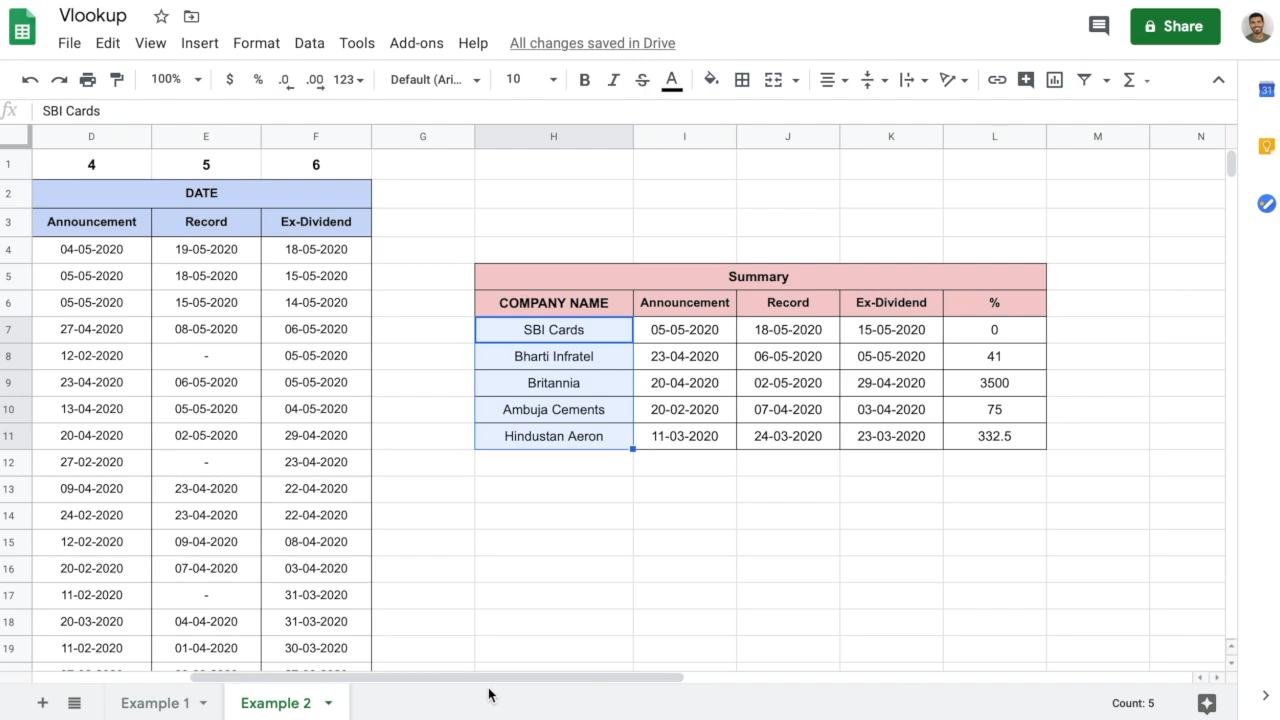 Vlookup
File Edit View Insert Format Data Tools Add-ons Help All changes saved in Drive
Share
100% $ % .0 .00 123 Default (Ari... 10 B I S A Σ
31
fx SBI Cards
D E F G H I J K L M N
1 4 5 6
2 DATE
3 Announcement Record Ex-Dividend
4 04-05-2020 19-05-2020 18-05-2020
5 05-05-2020 18-05-2020 15-05-2020 Summary
6 05-05-2020 15-05-2020 14-05-2020 COMPANY NAME Announcement Record Ex-Dividend %
7 27-04-2020 08-05-2020 06-05-2020 SBI Cards 05-05-2020 18-05-2020 15-05-2020 0
8 12-02-2020 - 05-05-2020 Bharti Infratel 23-04-2020 06-05-2020 05-05-2020 41
9 23-04-2020 06-05-2020 05-05-2020 Britannia 20-04-2020 02-05-2020 29-04-2020 3500
10 13-04-2020 05-05-2020 04-05-2020 Ambuja Cements 20-02-2020 07-04-2020 03-04-2020 75
11 20-04-2020 02-05-2020 29-04-2020 Hindustan Aeron 11-03-2020 24-03-2020 23-03-2020 332.5
12 27-02-2020 - 23-04-2020
13 09-04-2020 23-04-2020 22-04-2020
14 24-02-2020 23-04-2020 22-04-2020
15 12-02-2020 09-04-2020 08-04-2020
16 20-02-2020 07-04-2020 03-04-2020
17 11-02-2020 - 31-03-2020
18 20-03-2020 04-04-2020 31-03-2020
19 11-02-2020 01-04-2020 30-03-2020
+ Example 1 Example 2 Count: 5